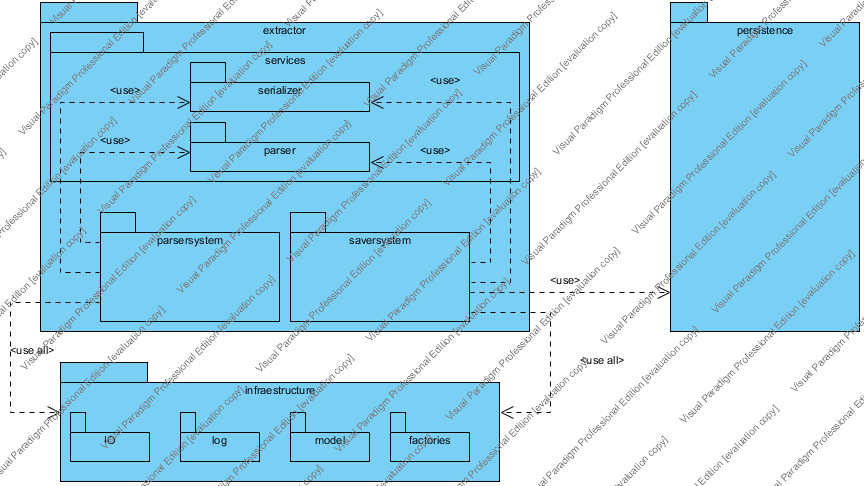 extractor
persistence
services
<use>
<use>
serializer
<use>
parser
<use>
parsersystem
saversystem
<use>
<use all>
<use all>
infraestructure
IO
log
model
factories
Visual Paradigm Professional Edition [evaluation copy]